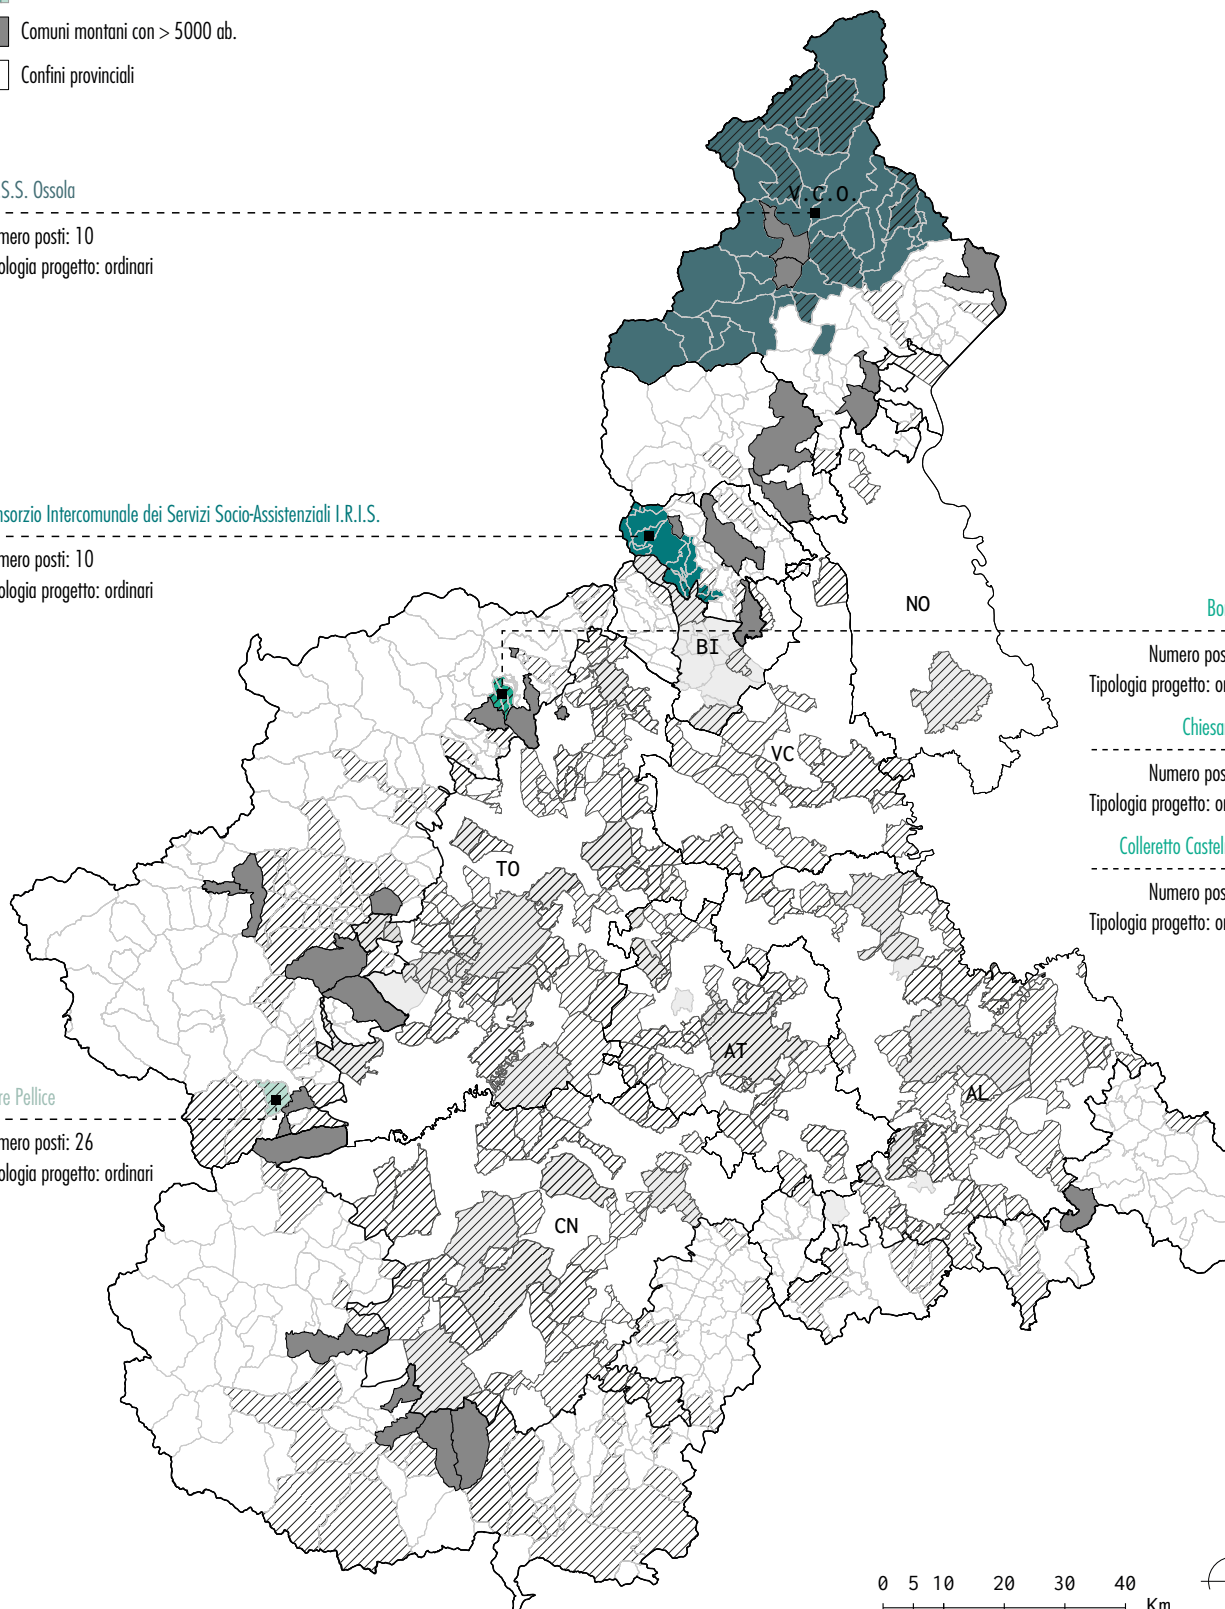 Comuni montani con > 5000 ab.
Confini provinciali
S.S. Ossola
mero posti: 10
ologia progetto: ordinari
V.C.O.
nsorzio Intercomunale dei Servizi Socio-Assistenziali I.R.I.S.
mero posti: 10
ologia progetto: ordinari
NO
BI
Numero pos
Tipologia progetto: or
Chiesa
VC
Numero pos
Tipologia progetto: or
TO
Colleretto Castel
Numero pos
Tipologia progetto: or
AT
AL
re Pellice
mero posti: 26
ologia progetto: ordinari
CN
0 5 10 20 30 40
Km